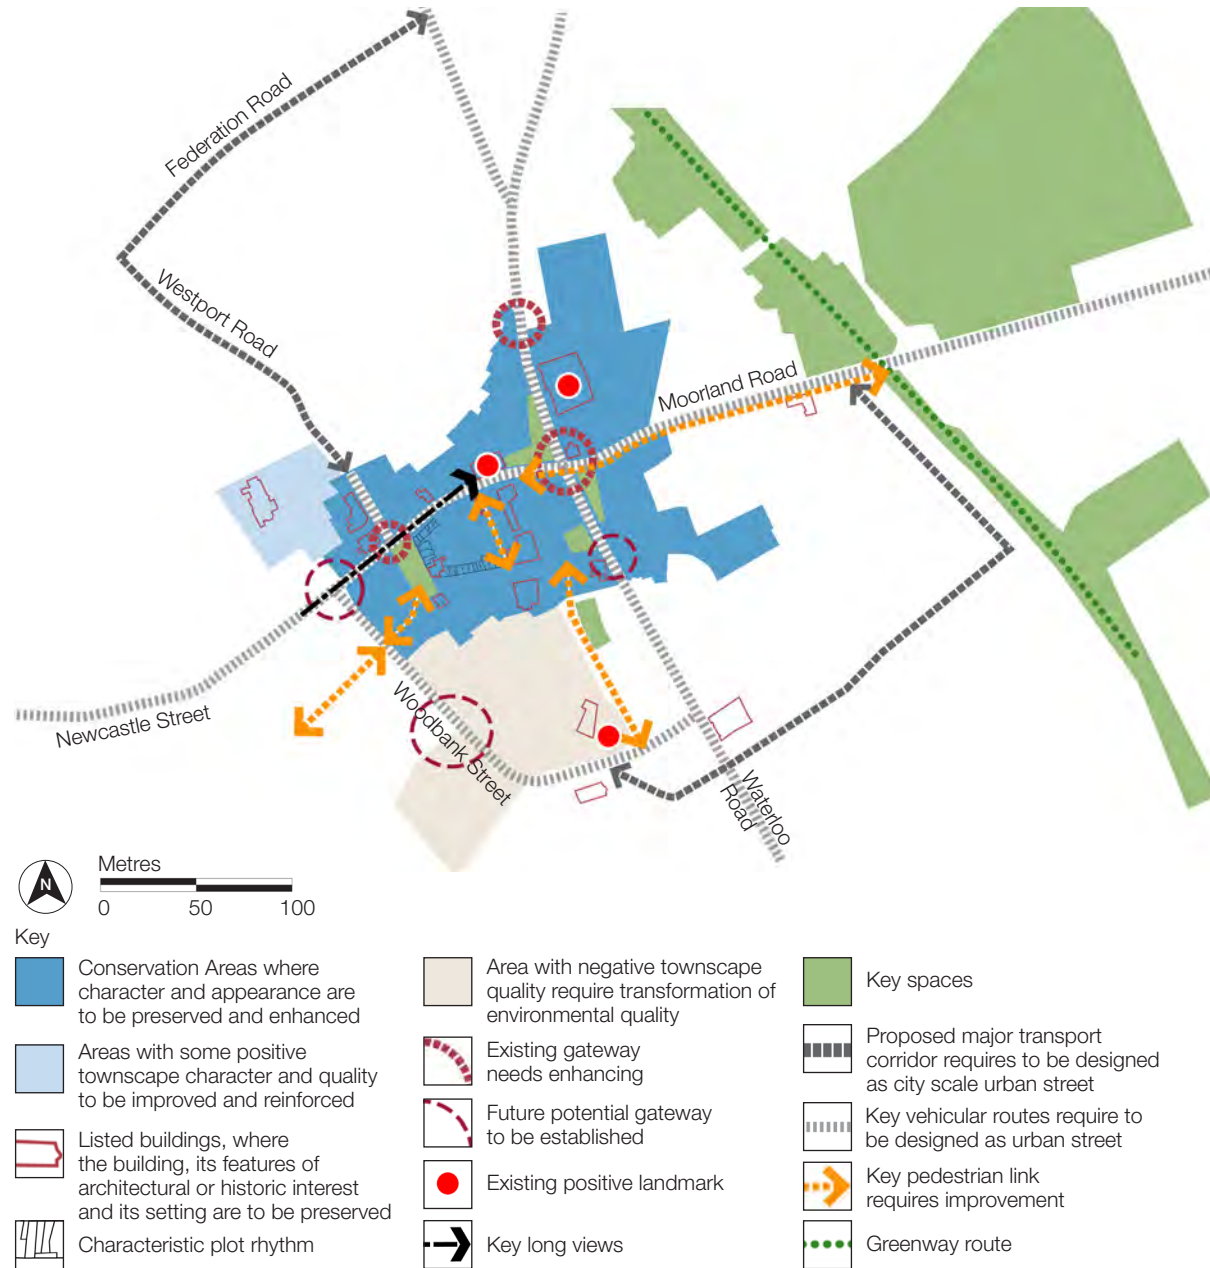 Federation Road
Westport Road
Moorland Road
Newcastle Street
Woodbank Street
Waterloo
Road
N
Metres
0 50 100
Key
Conservation Areas where
character and appearance are
to be preserved and enhanced
Areas with some positive
townscape character and quality
to be improved and reinforced
Listed buildings, where
the building, its features of
architectural or historic interest
and its setting are to be preserved
Characteristic plot rhythm
Area with negative townscape
quality require transformation of
environmental quality
Existing gateway
needs enhancing
Future potential gateway
to be established
Existing positive landmark
Key long views
Key spaces
Proposed major transport
corridor requires to be designed
as city scale urban street
Key vehicular routes require to
be designed as urban street
Key pedestrian link
requires improvement
Greenway route